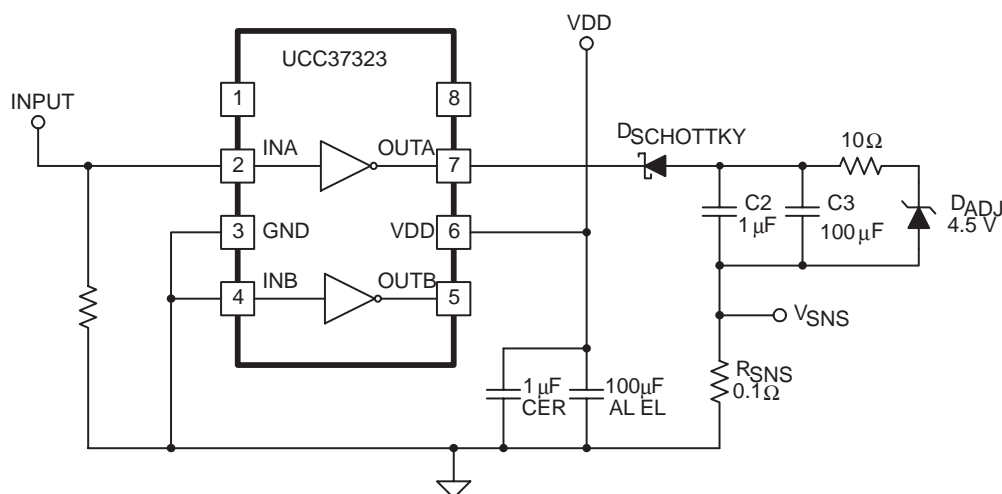 VDD
UCC37323
INPUT
1
8
DSCHOTTKY
10Ω
INA
OUTA
2
7
C2
1 μF
C3
100 μF
DADJ
4.5 V
3
GND
VDD
6
INB
OUTB
4
5
VSNS
1 μF
CER
100μF
AL EL
RSNS
0.1Ω